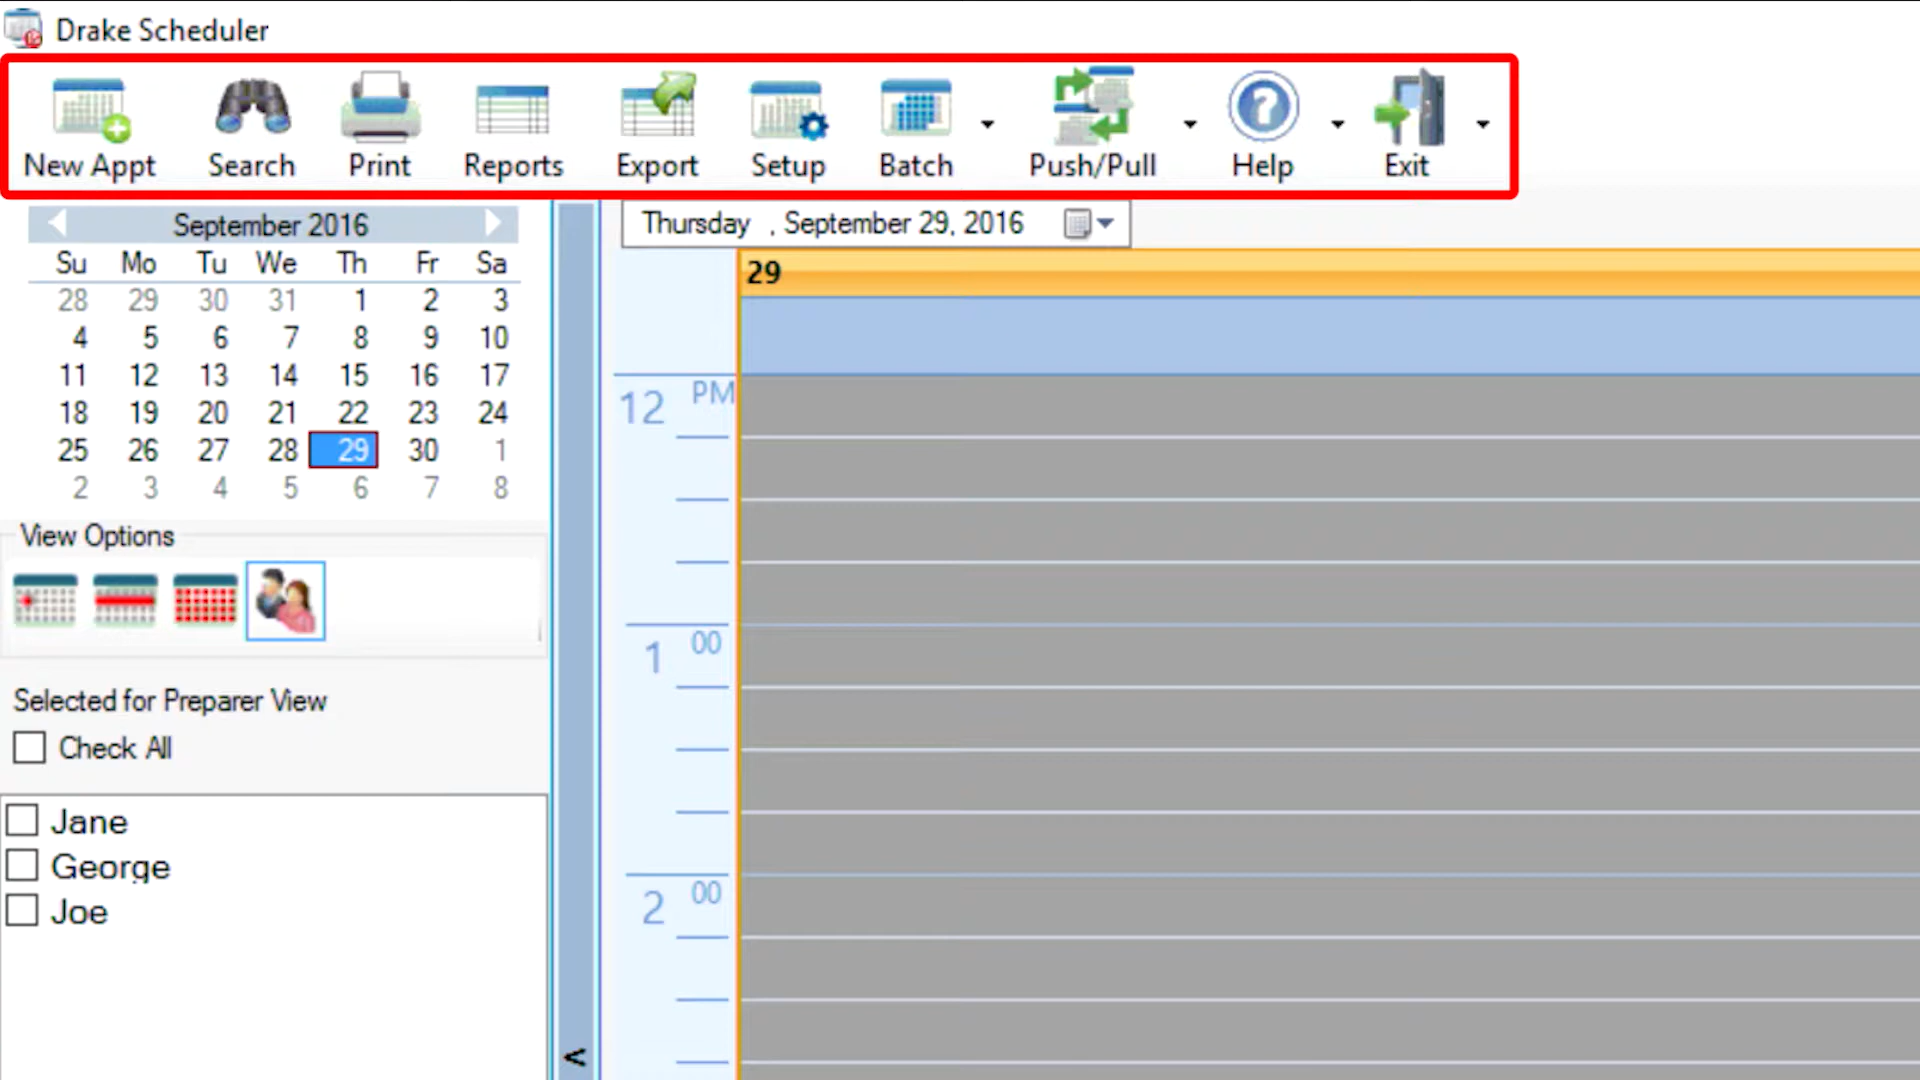 Drake Scheduler
New Appt Search Print Reports Export Setup Batch Push/Pull Help Exit
September 2016
Su Mo Tu We Th Fr Sa
28 29 30 31 1 2 3
4 5 6 7 8 9 10
11 12 13 14 15 16 17
18 19 20 21 22 23 24
25 26 27 28 29 30 1
2 3 4 5 6 7 8
View Options
Selected for Preparer View
Check All
Jane
George
Joe
<
Thursday , September 29, 2016
29
12 PM
1 00
2 00